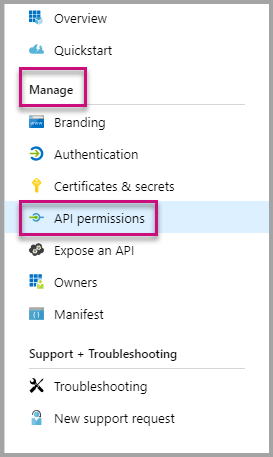 Overview
Quickstart
Manage
www
Branding
Authentication
Certificates & secrets
API permissions
Expose an API
Owners
Manifest
Support + Troubleshooting
Troubleshooting
New support request